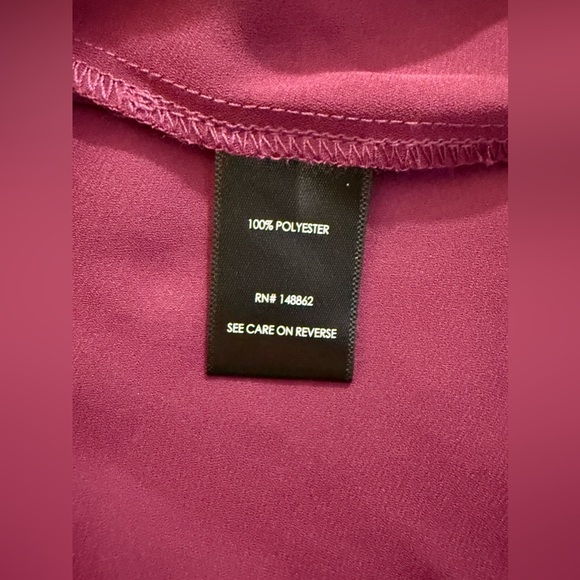 100% POLYESTER
RN# 148862
SEE CARE ON REVERSE